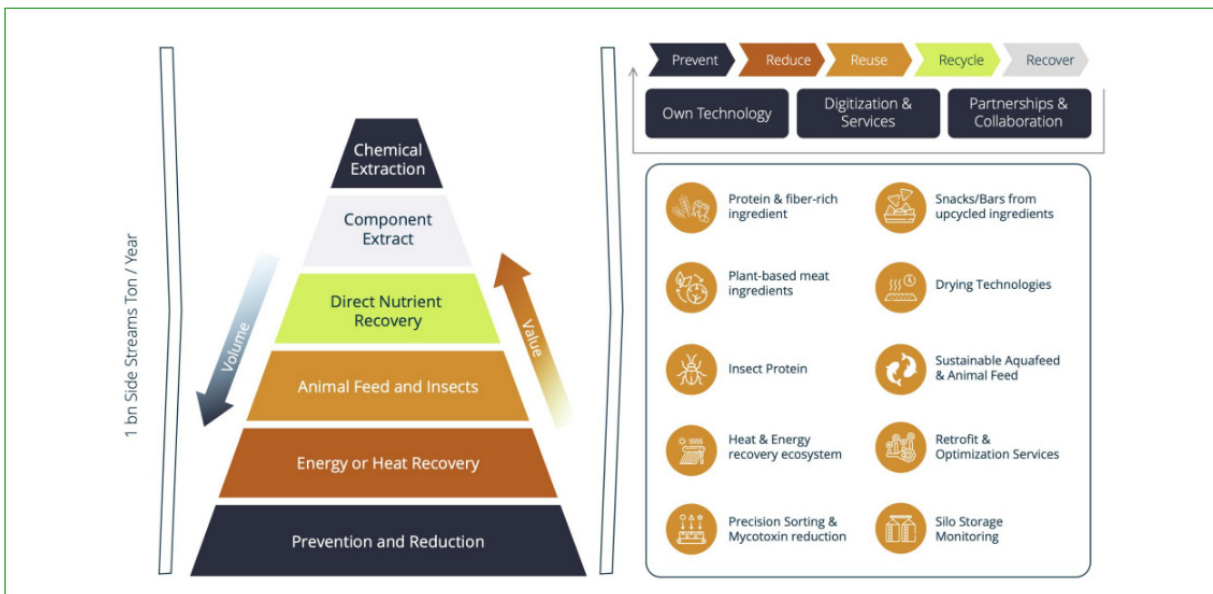 1 bn Side Streams Ton / Year
Chemical
Extraction
Component
Extract
Direct Nutrient
Recovery
Animal Feed and Insects
Energy or Heat Recovery
Prevention and Reduction
Volume
Value
Prevent
Reduce
Reuse
Recycle
Recover
Own Technology
Digitization &
Services
Partnerships &
Collaboration
Protein & fiber-rich
ingredient
Snacks/Bars from
upcycled ingredients
Plant-based meat
ingredients
Drying Technologies
Insect Protein
Sustainable Aquafeed
& Animal Feed
Heat & Energy
recovery ecosystem
Retrofit &
Optimization Services
Precision Sorting &
Mycotoxin reduction
Silo Storage
Monitoring